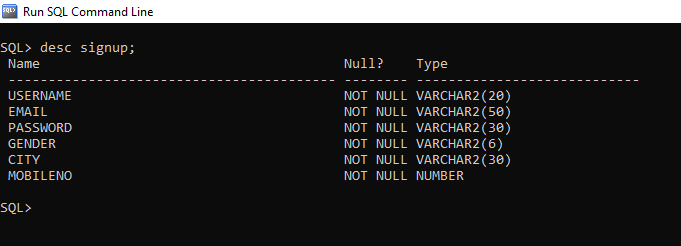 Run SQL Command Line
SQL> desc signup;
Name Null? Type
----------------------------------------- -------- ----------------------------
USERNAME NOT NULL VARCHAR2(20)
EMAIL NOT NULL VARCHAR2(50)
PASSWORD NOT NULL VARCHAR2(30)
GENDER NOT NULL VARCHAR2(6)
CITY NOT NULL VARCHAR2(30)
MOBILENO NOT NULL NUMBER
SQL>